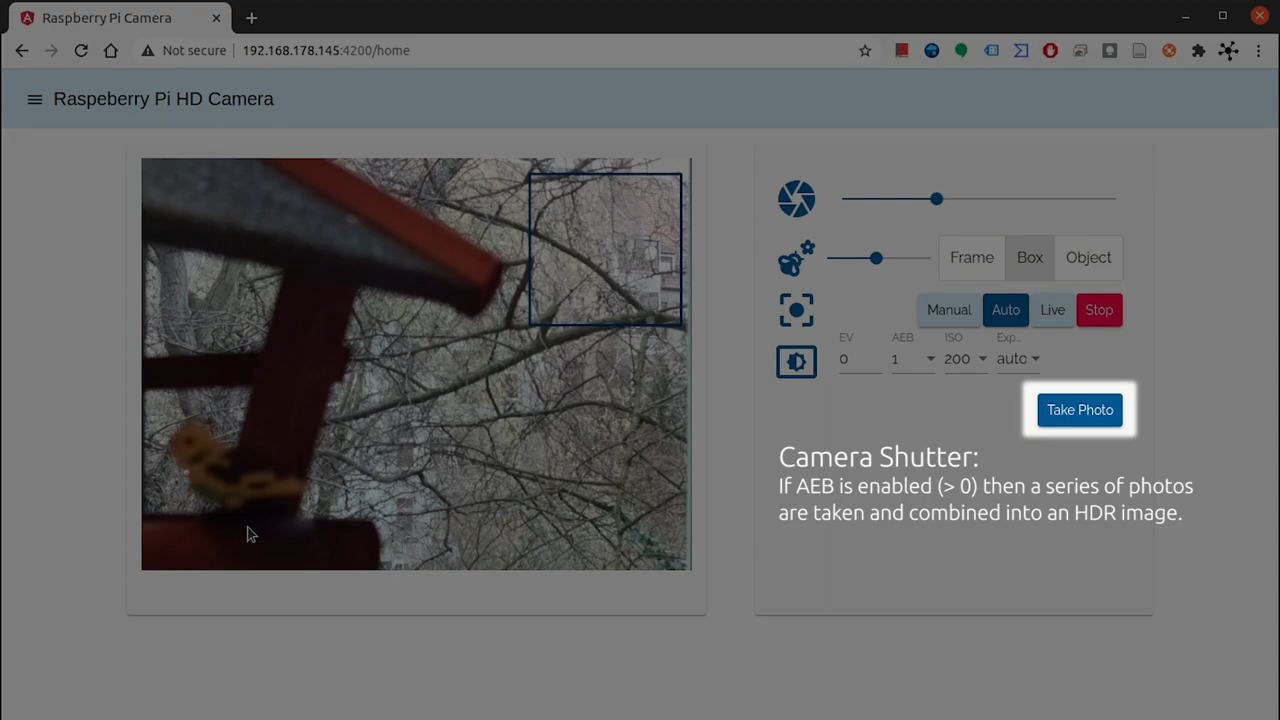 Raspberry Pi Camera
Not secure
192.168.178.145:4200/home
Raspeberry Pi HD Camera
Frame
Box
Object
Manual
Auto
Live
Stop
EV
AEB
ISO
Exp...
0
1
200
auto
Take Photo
Camera Shutter:
If AEB is enabled (> 0) then a series of photos
are taken and combined into an HDR image.